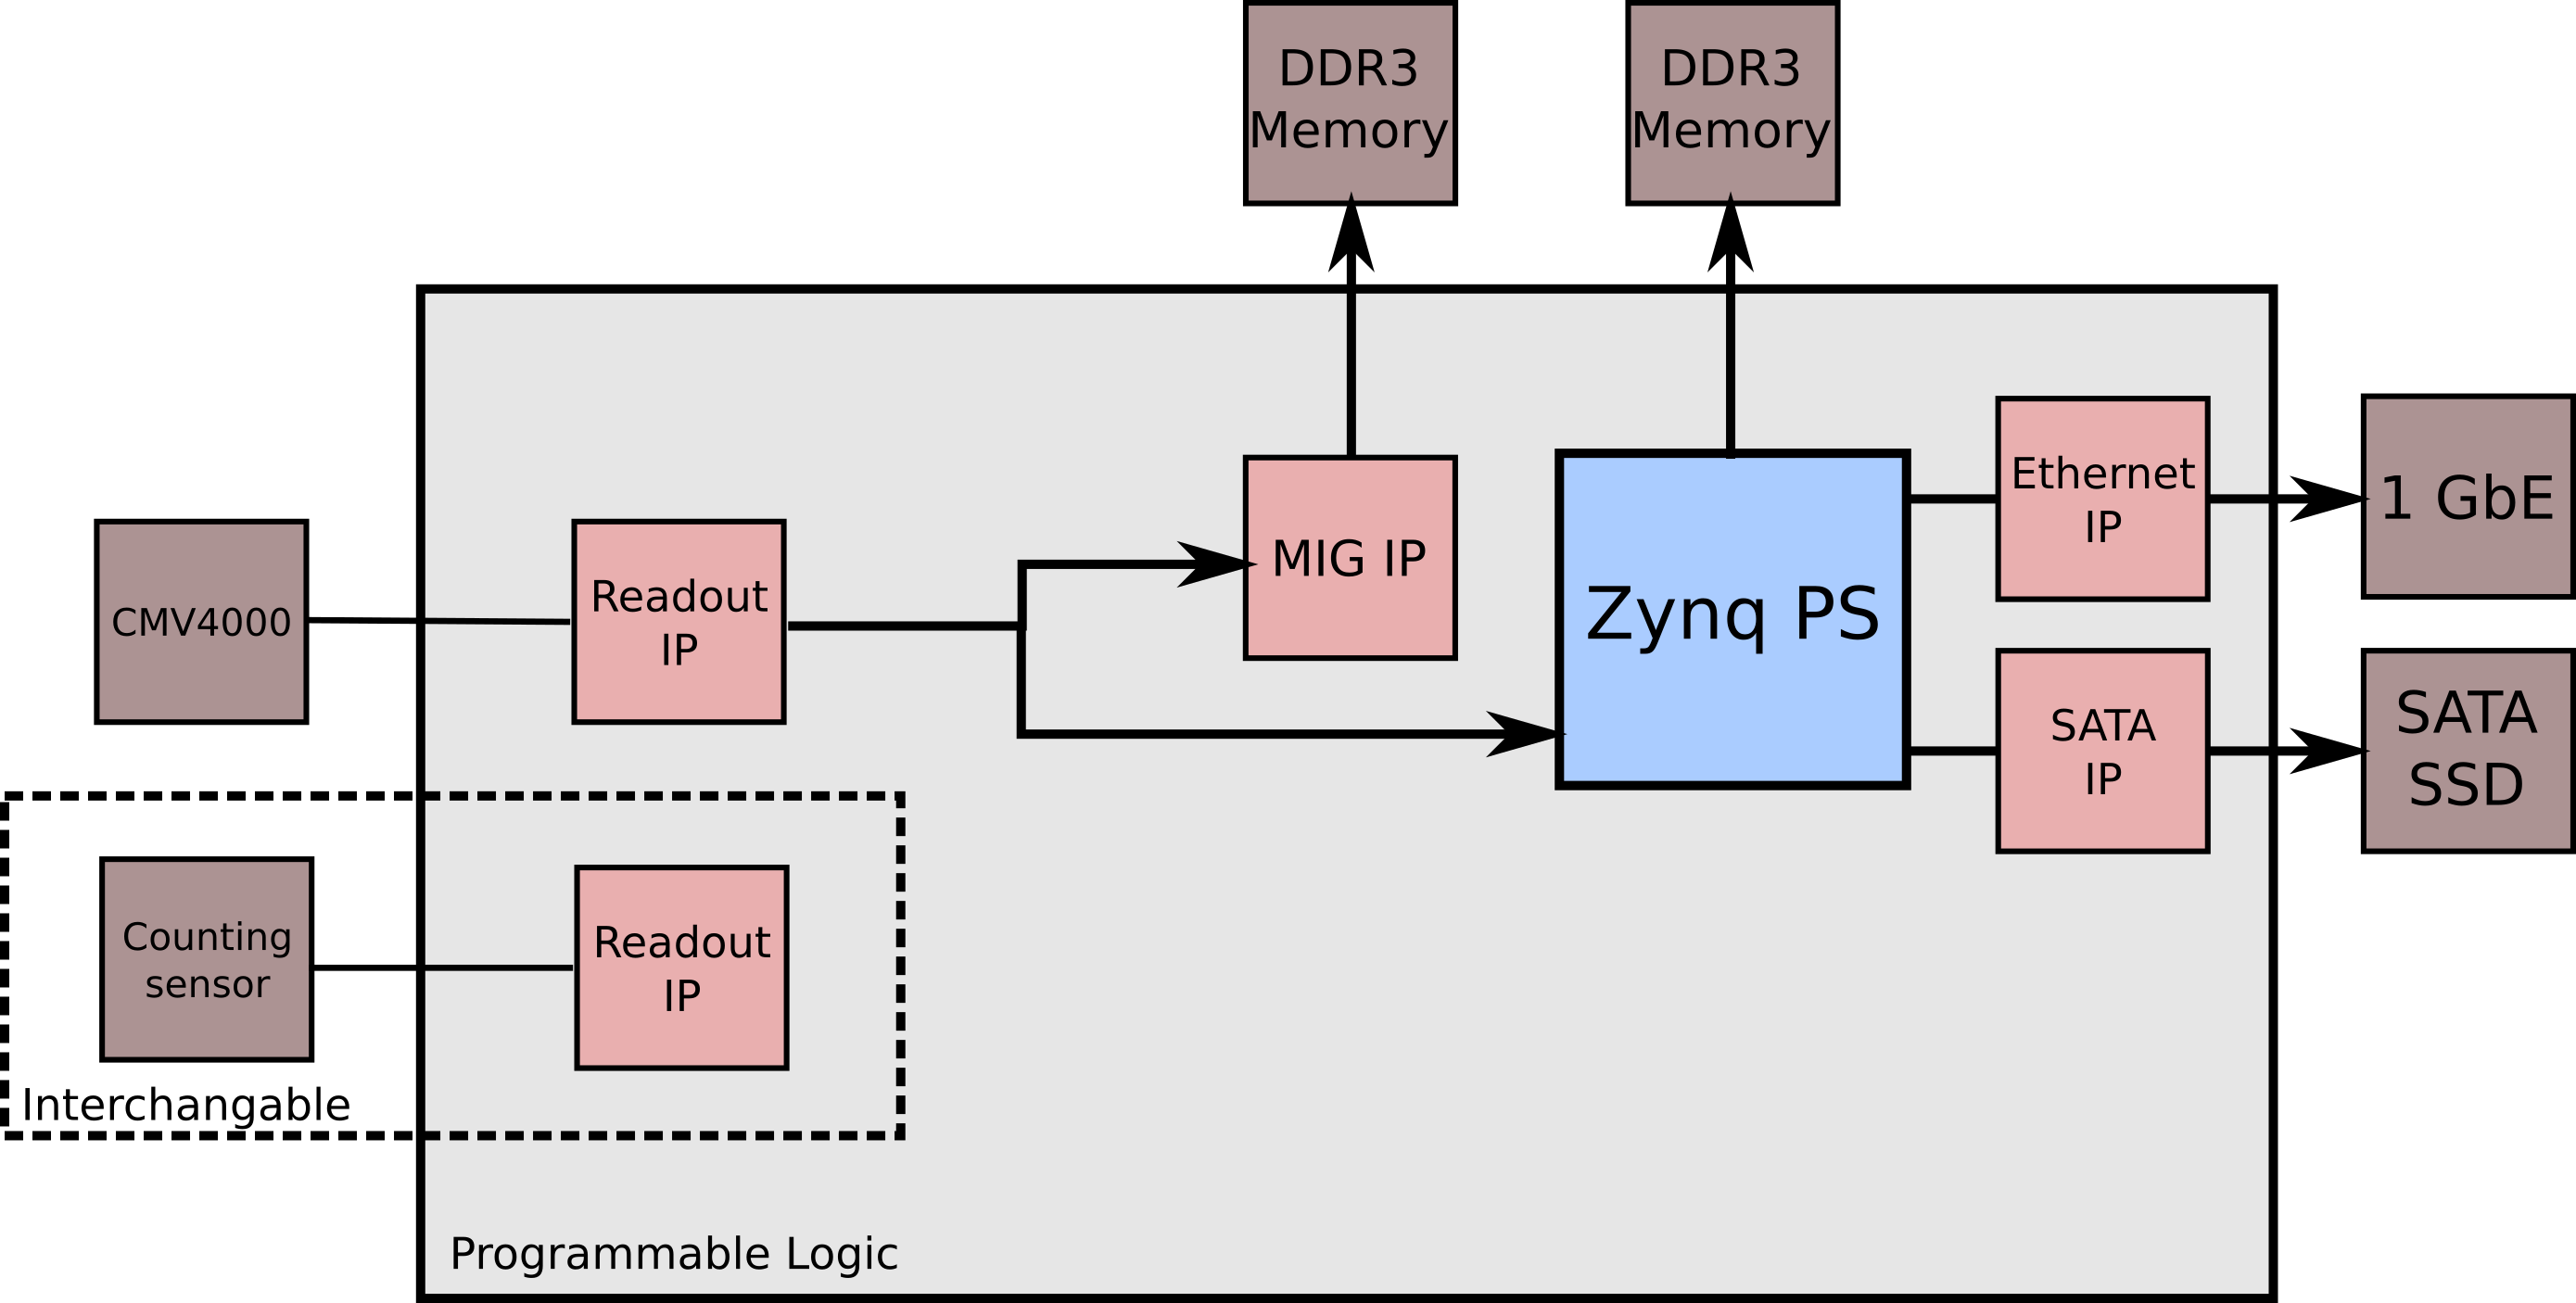 DDR3
Memory
DDR3
Memory
CMV4000
Readout
IP
MIG IP
Zynq PS
Ethernet
IP
1 GbE
SATA
IP
SATA
SSD
Counting
sensor
Readout
IP
Interchangable
Programmable Logic